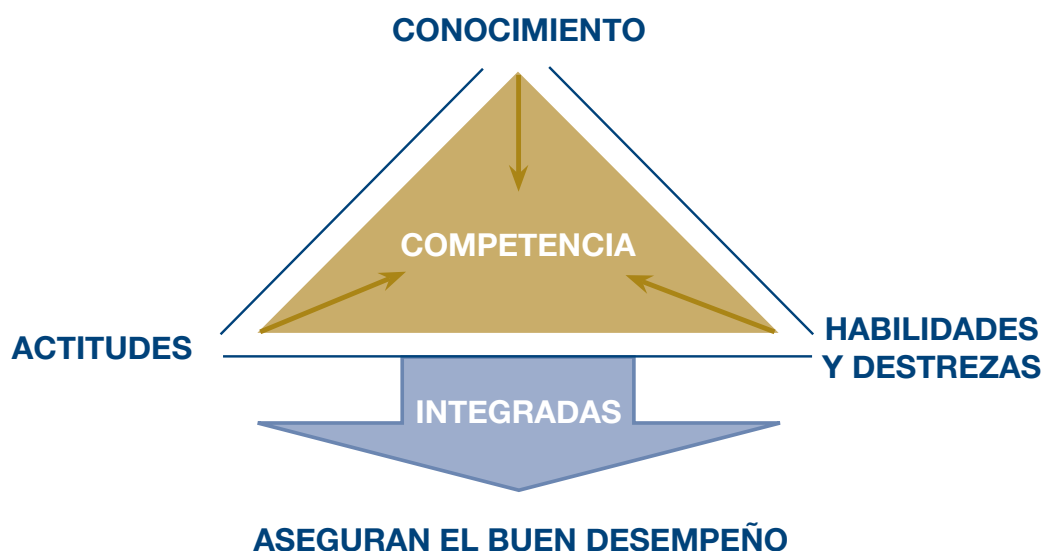 CONOCIMIENTO
COMPETENCIA
ACTITUDES
HABILIDADES
Y DESTREZAS
INTEGRADAS
ASEGURAN EL BUEN DESEMPEÑO